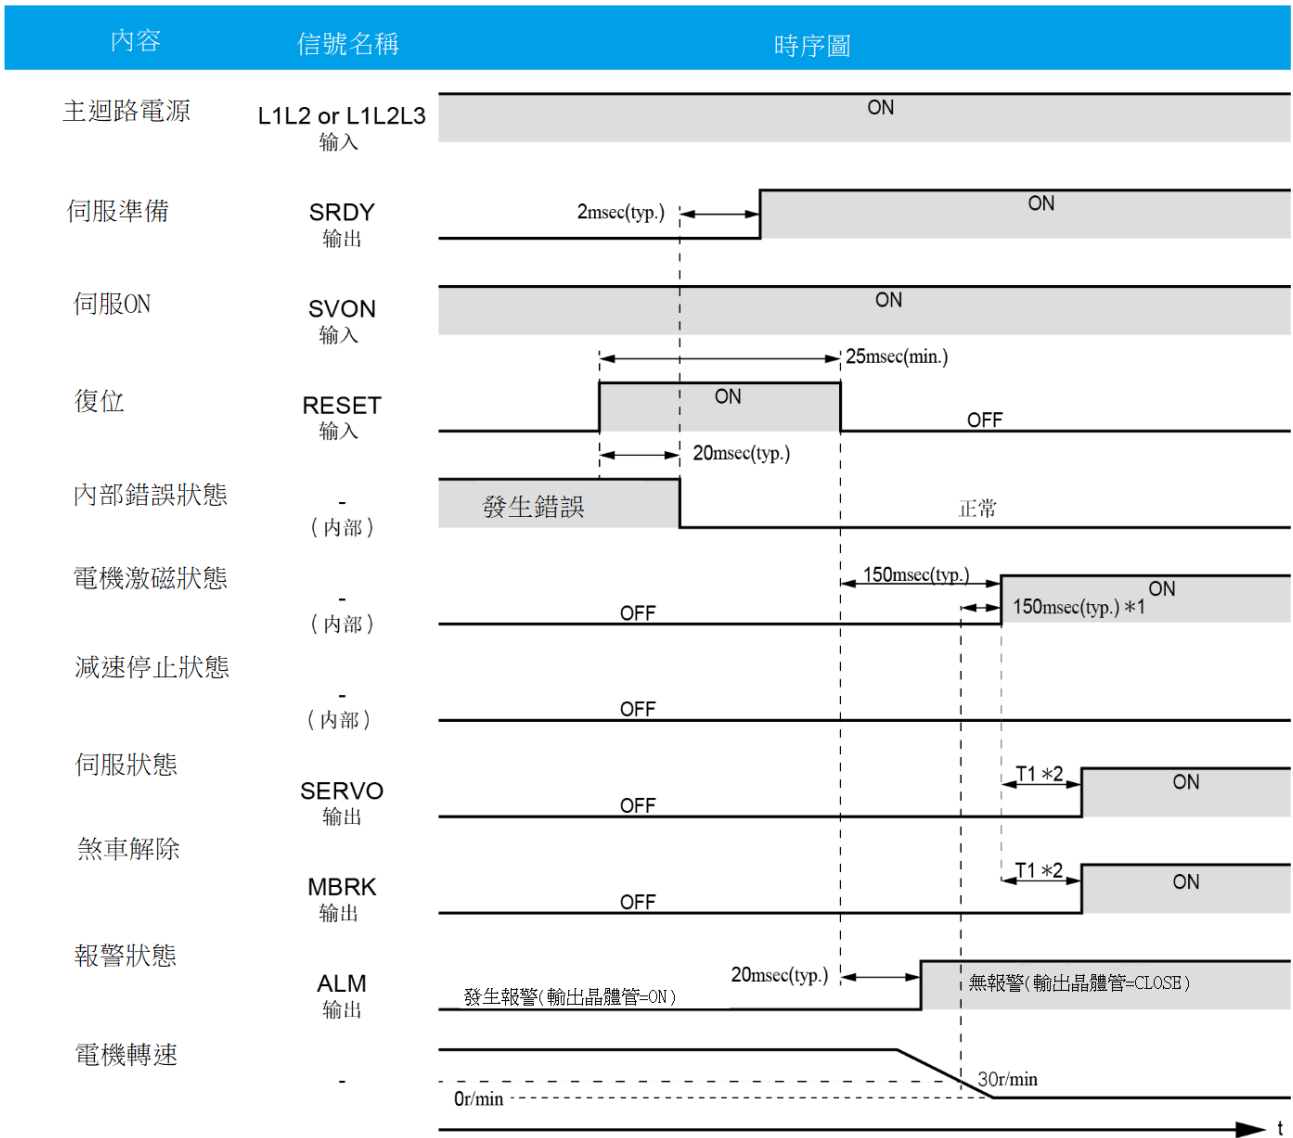 內容 信號名稱 時序圖
主迴路電源 L1L2 or L1L2L3 ON
输入
伺服準備 SRDY 2msec(typ.) ON
输出
伺服ON SVON ON
输入
25msec(min.)
復位 RESET ON OFF
输入
20msec(typ.)
內部錯誤狀態 - 發生錯誤 正常
（内部）
電機激磁狀態 - 150msec(typ.) ON
（内部） OFF 150msec(typ.)*1
減速停止狀態 -
（内部） OFF
伺服狀態 SERVO T1*2 ON
输出 OFF
煞車解除 MBRK T1*2 ON
输出 OFF
報警狀態 ALM 20msec(typ.) 無報警(輸出晶體管=CLOSE)
输出 發生報警(輸出晶體管=ON)
電機轉速 - 30r/min
0r/min
t